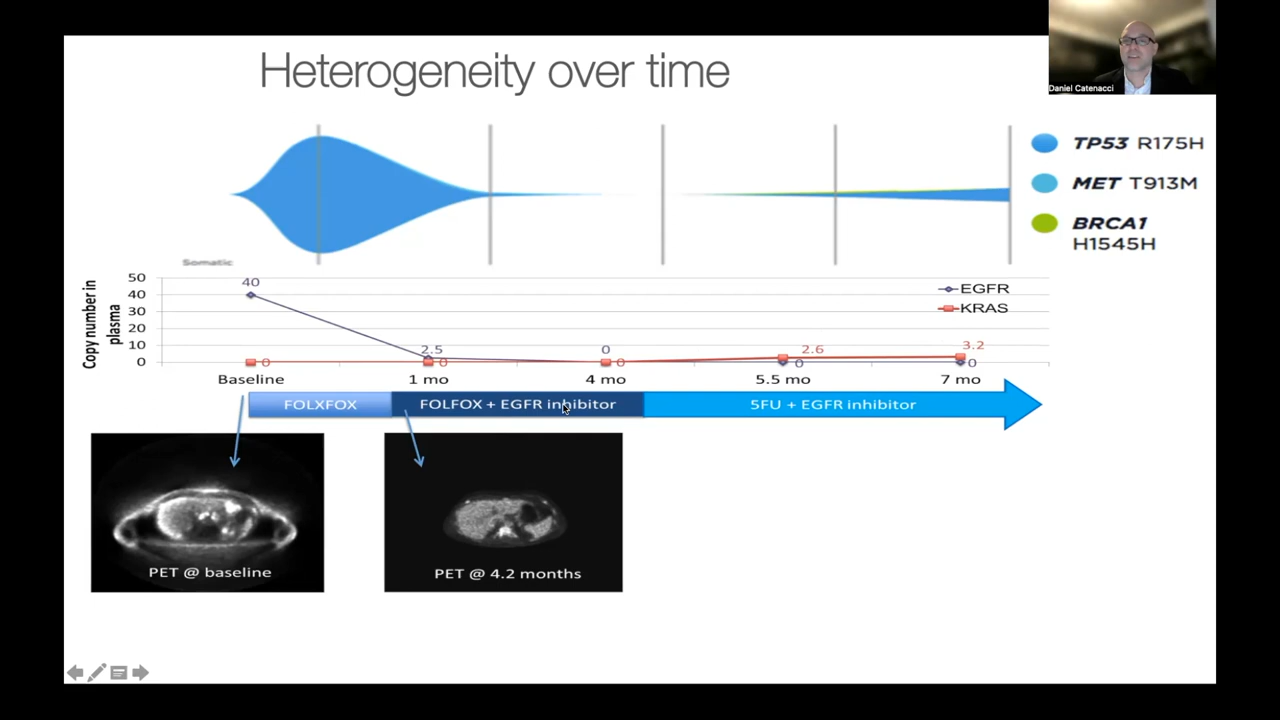 Heterogeneity over time
Daniel Catenacci
TP53 R175H
MET T913M
BRCA1
H1545H
Somatic
Copy number in
plasma
50
40
30
20
10
0
40
2.5
0
0
0
0
2.6
0
3.2
0
EGFR
KRAS
Baseline
1 mo
4 mo
5.5 mo
7 mo
FOLXFOX
FOLFOX + EGFR inhibitor
5FU + EGFR inhibitor
PET @ baseline
PET @ 4.2 months